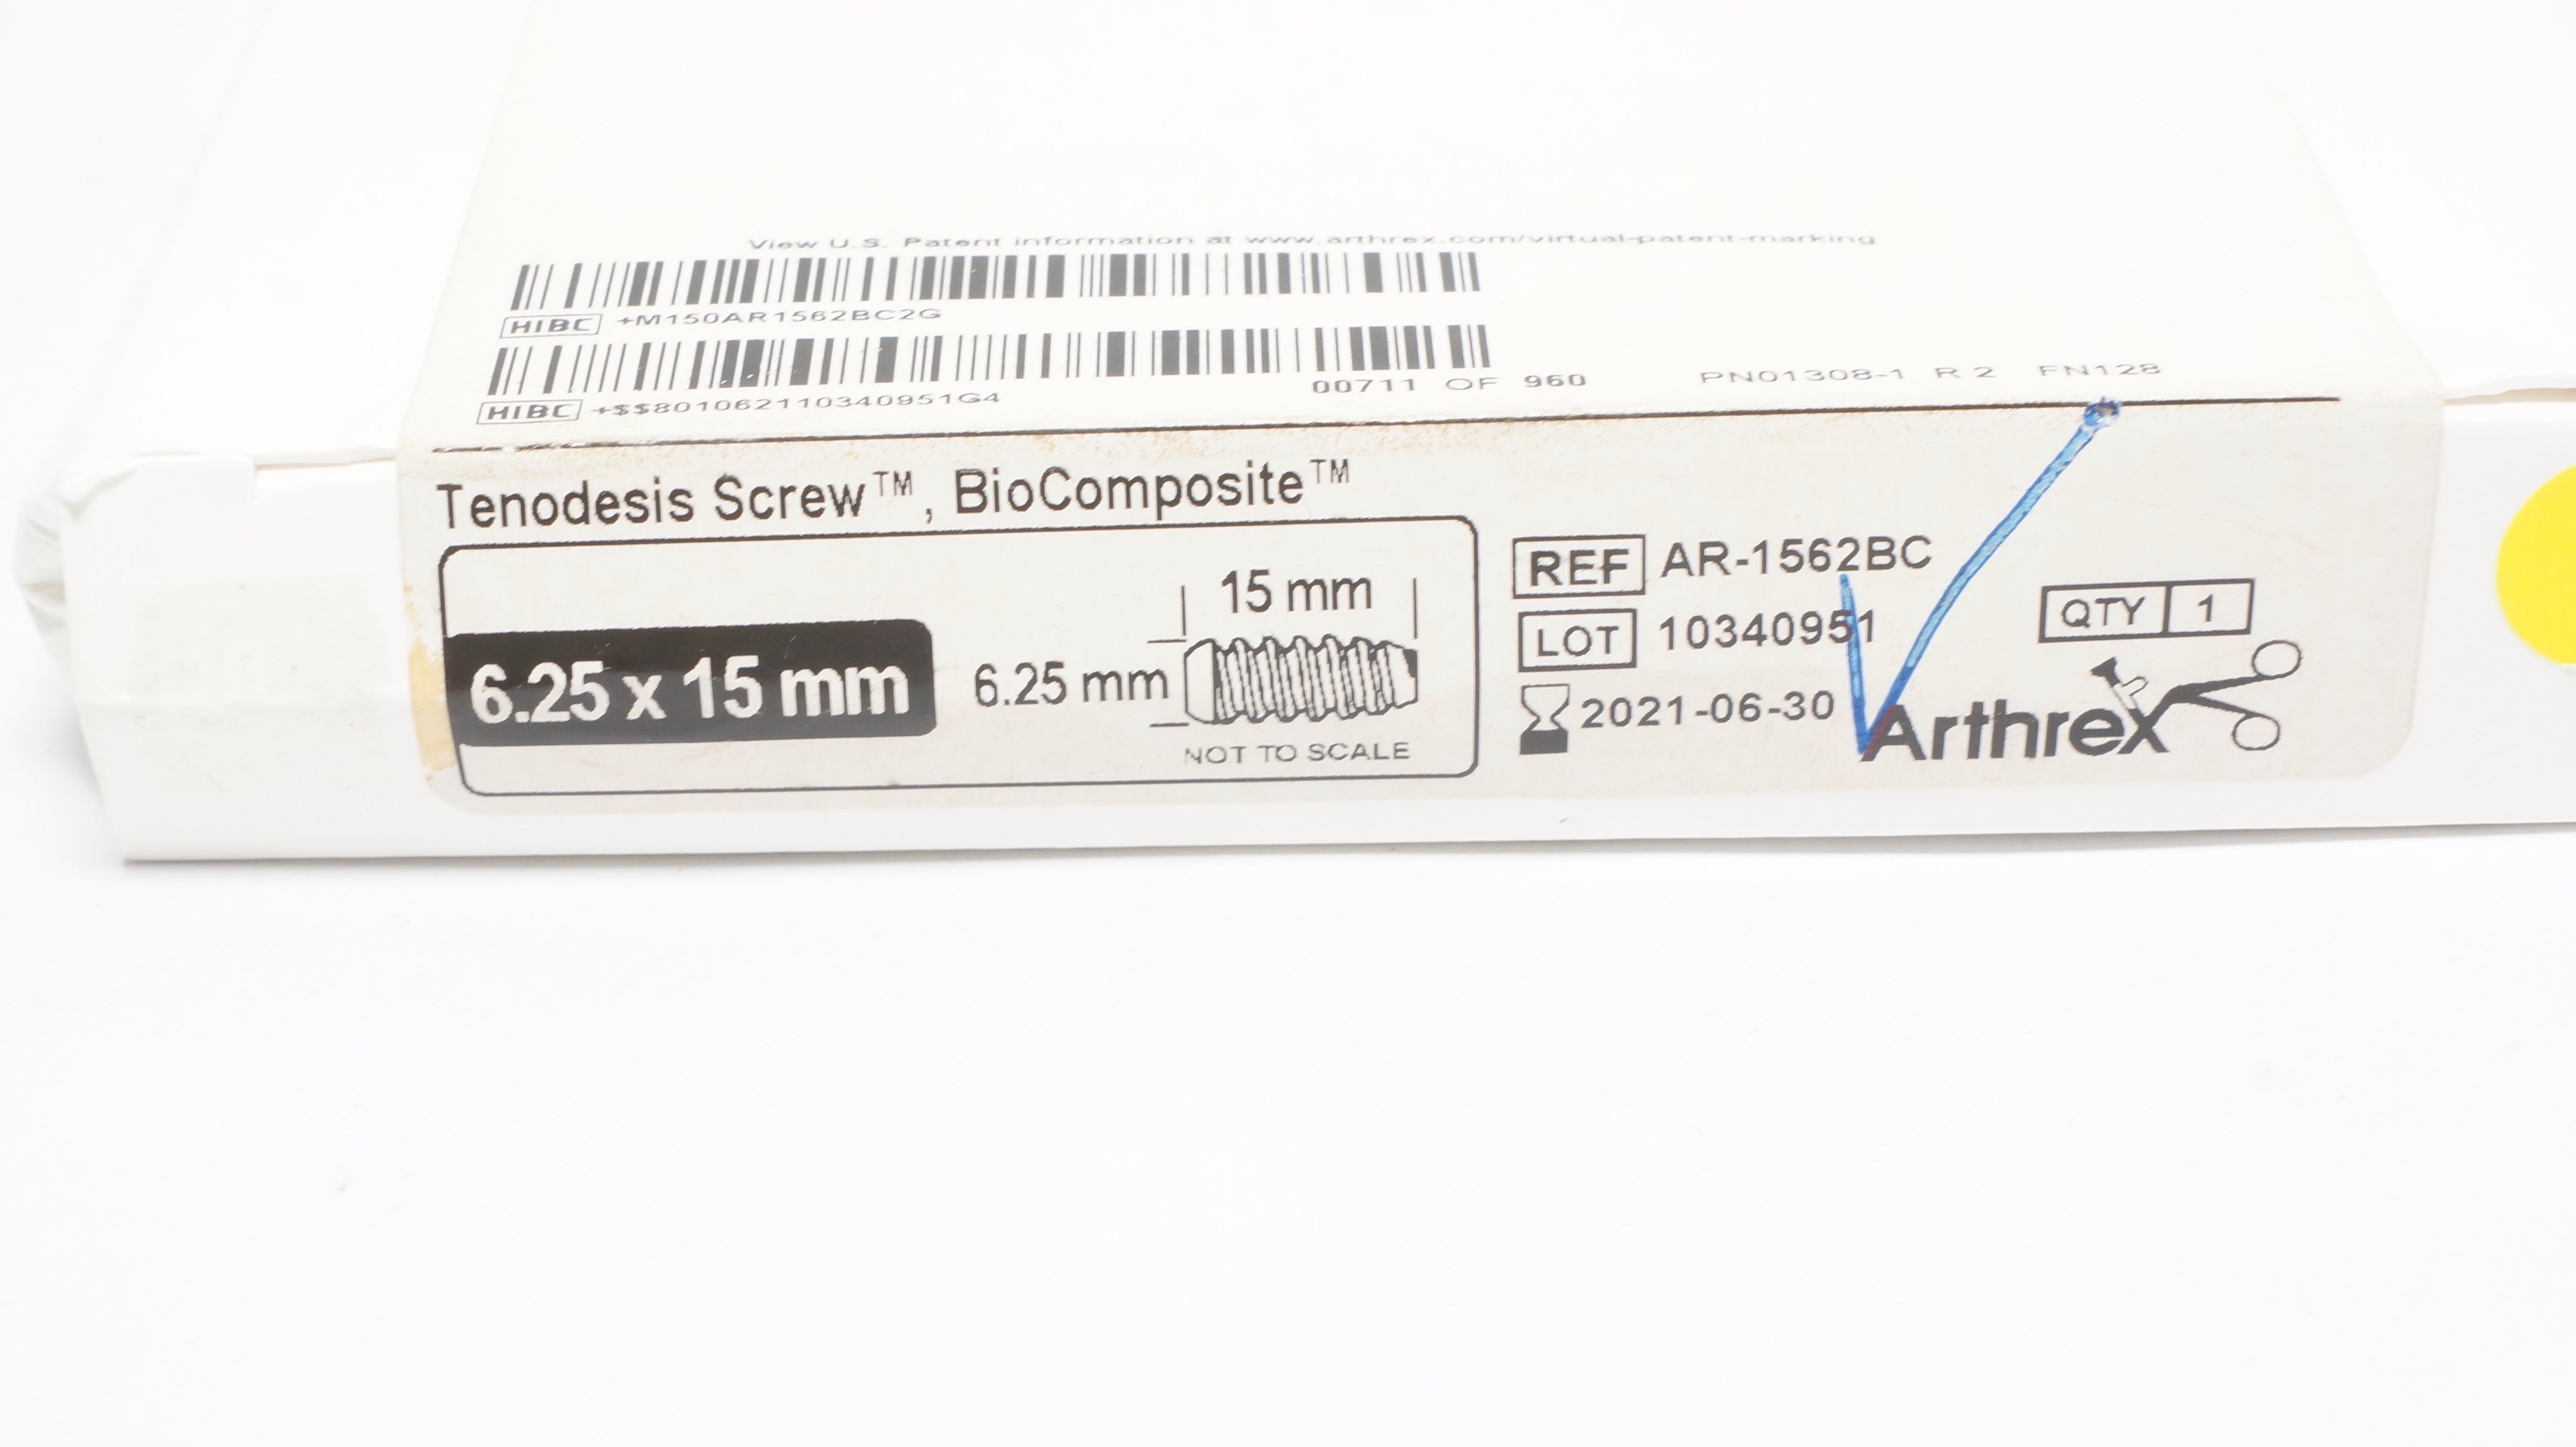 View U.S. Patent information at www.arthrex.com/virtual-patent-marking
HIBC +M150AR1562BC2G
HIBC +$$801062110340951G4
00711 OF 960 PN01308-1 R 2 FN128
Tenodesis Screw™, BioComposite™
6.25 x 15 mm
15 mm
6.25 mm
NOT TO SCALE
REF AR-1562BC
LOT 10340951
2021-06-30
QTY 1
Arthrex